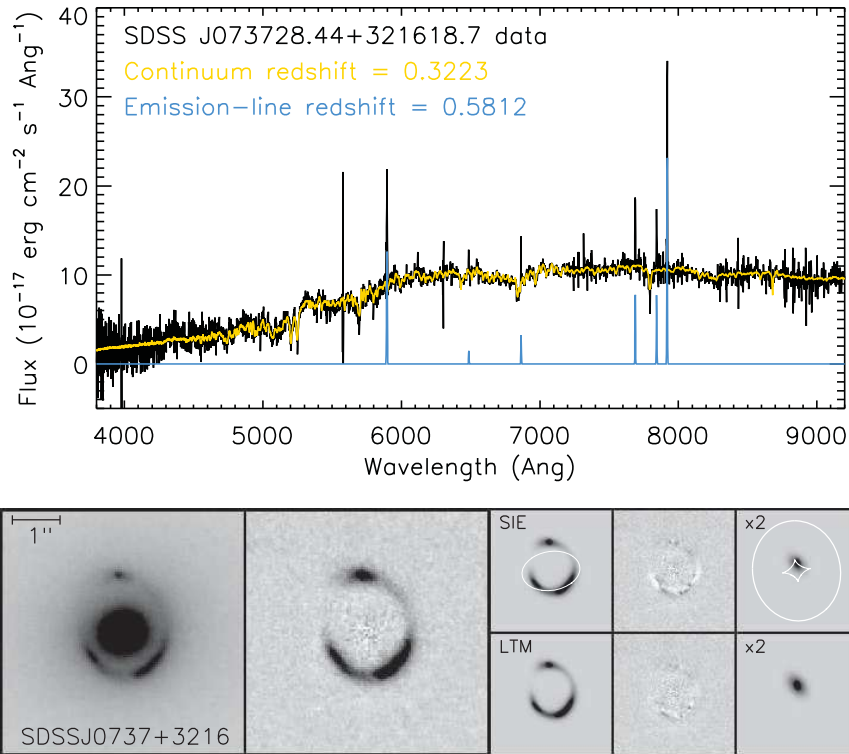 SDSS J073728.44+321618.7 data
Continuum redshift = 0.3223
Emission−line redshift = 0.5812
Flux (10⁻¹⁷ erg cm⁻² s⁻¹ Ang⁻¹)
40
30
20
10
0
4000 5000 6000 7000 8000 9000
Wavelength (Ang)
1"
SIE
x2
LTM
x2
SDSSJ0737+3216